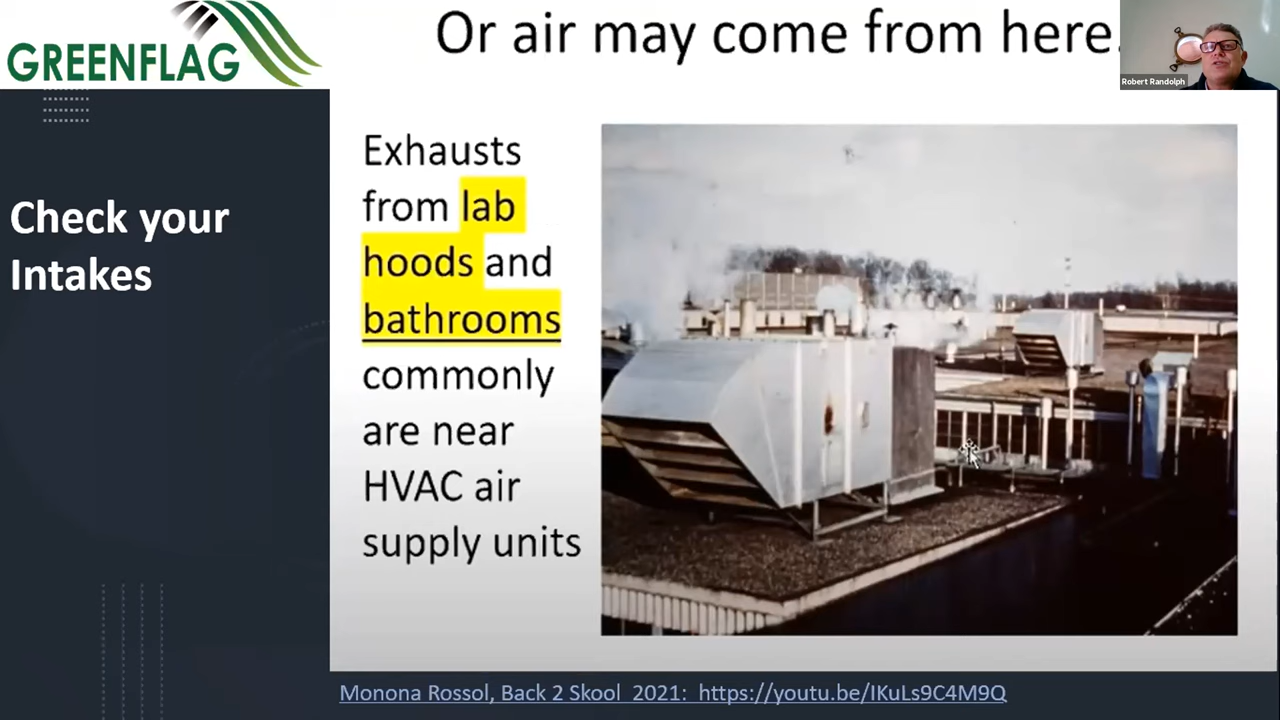 GREENFLAG
Or air may come from here.
Robert Randolph
Check your
Intakes
Exhausts
from lab
hoods and
bathrooms
commonly
are near
HVAC air
supply units
Monona Rossol, Back 2 Skool 2021: https://youtu.be/IKuLs9C4M9Q